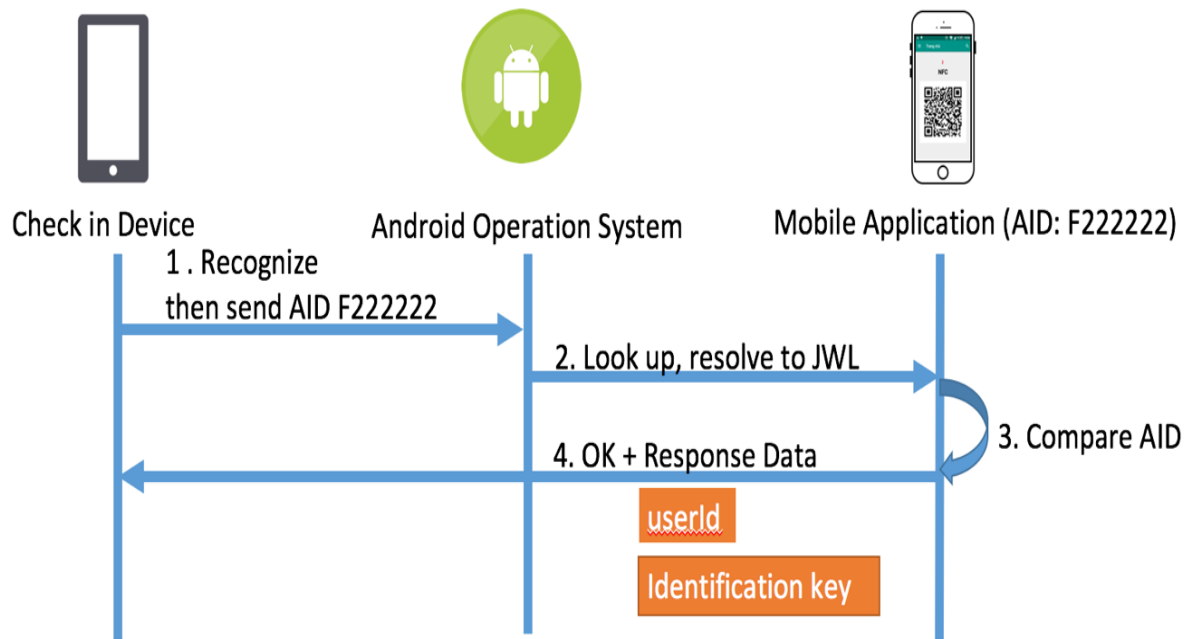 NFC
Check in Device
Android Operation System
Mobile Application (AID: F222222)
1 . Recognize
then send AID F222222
2. Look up, resolve to JWL
3. Compare AID
4. OK + Response Data
userId
Identification key